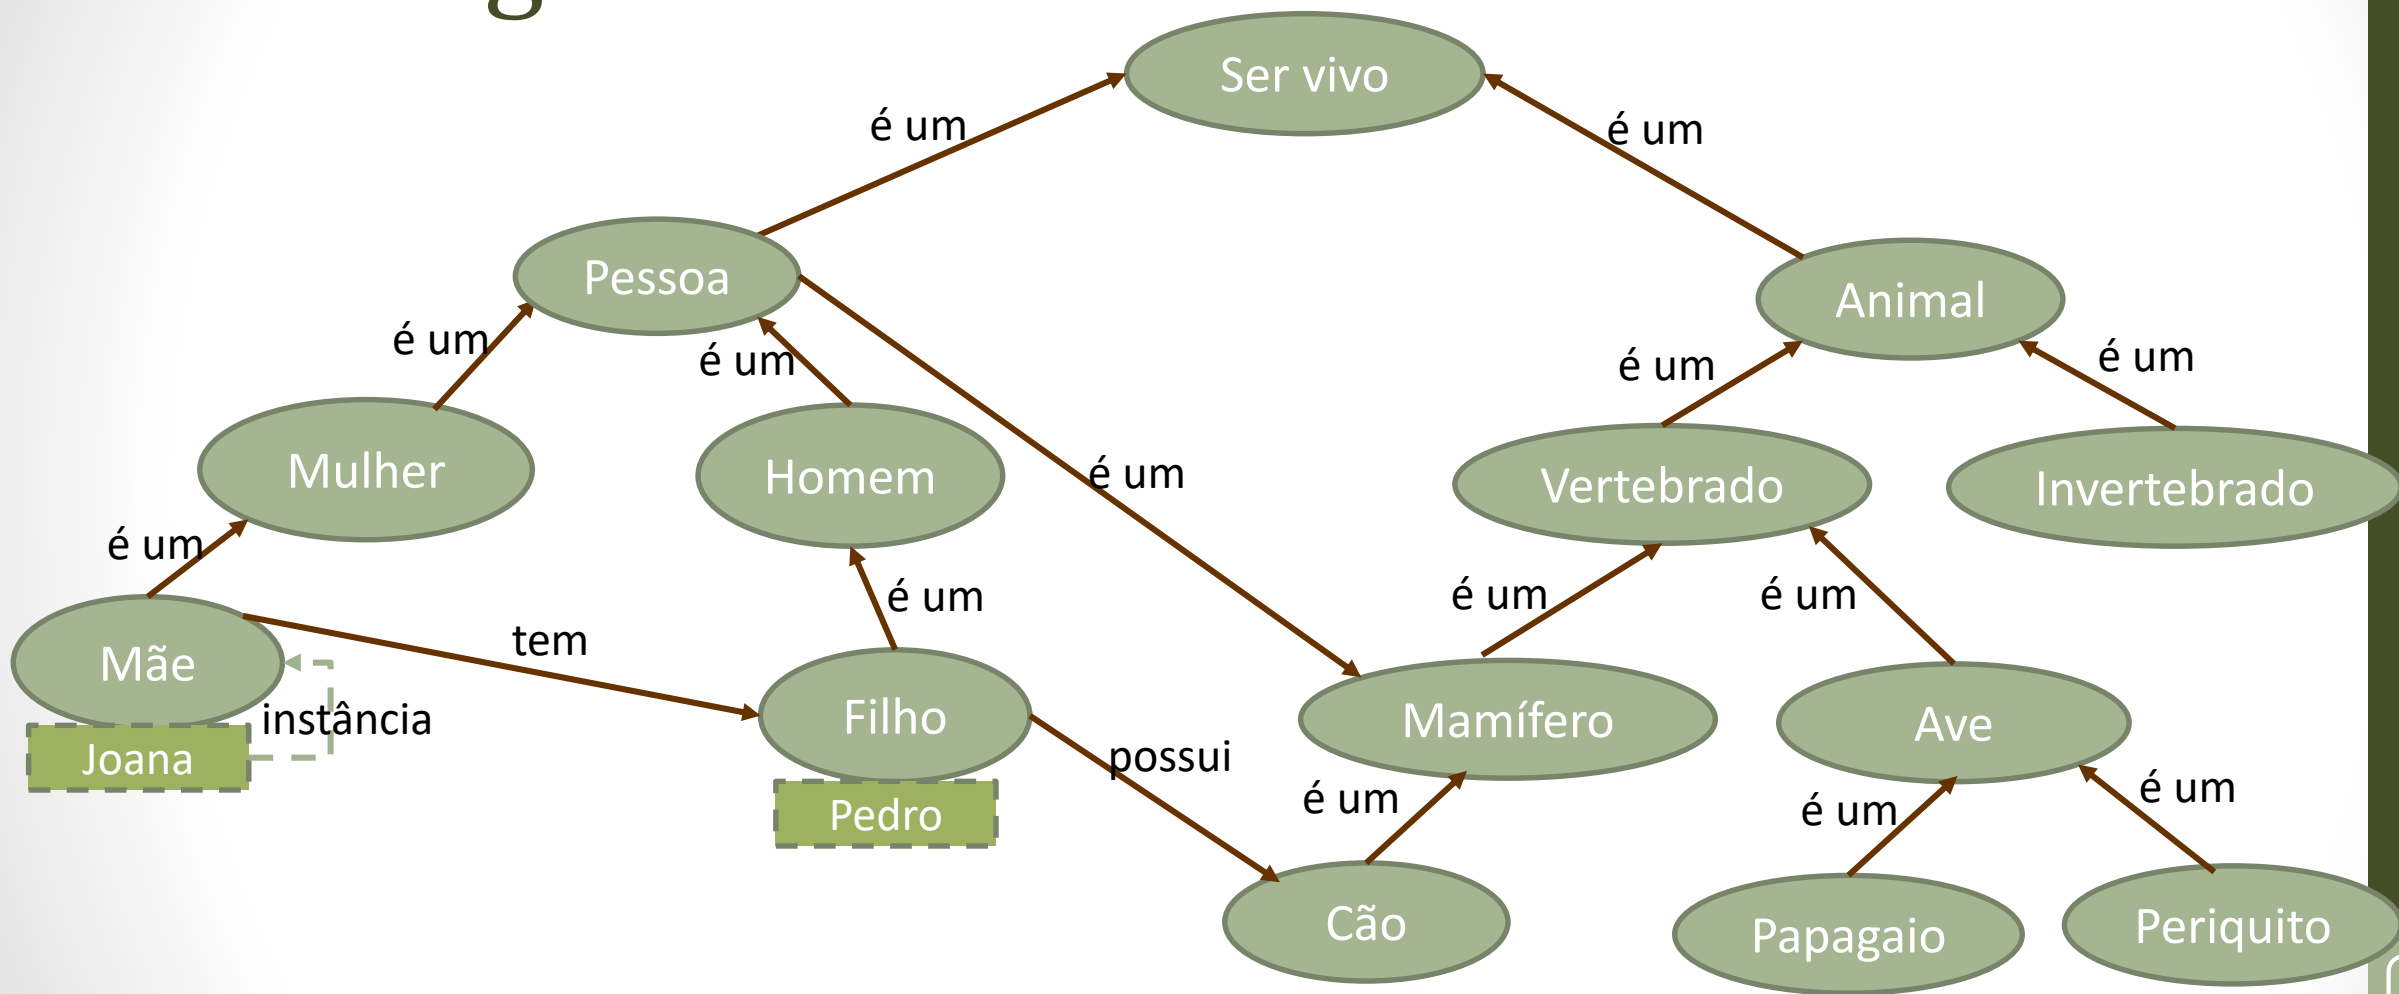 Ser vivo
é um
é um
Pessoa
Animal
é um
é um
é um
é um
Mulher
Homem
é um
Vertebrado
Invertebrado
é um
é um
é um
é um
Mãe
tem
Filho
Mamífero
Ave
instância
Joana
possui
Pedro
é um
é um
é um
Cão
Papagaio
Periquito